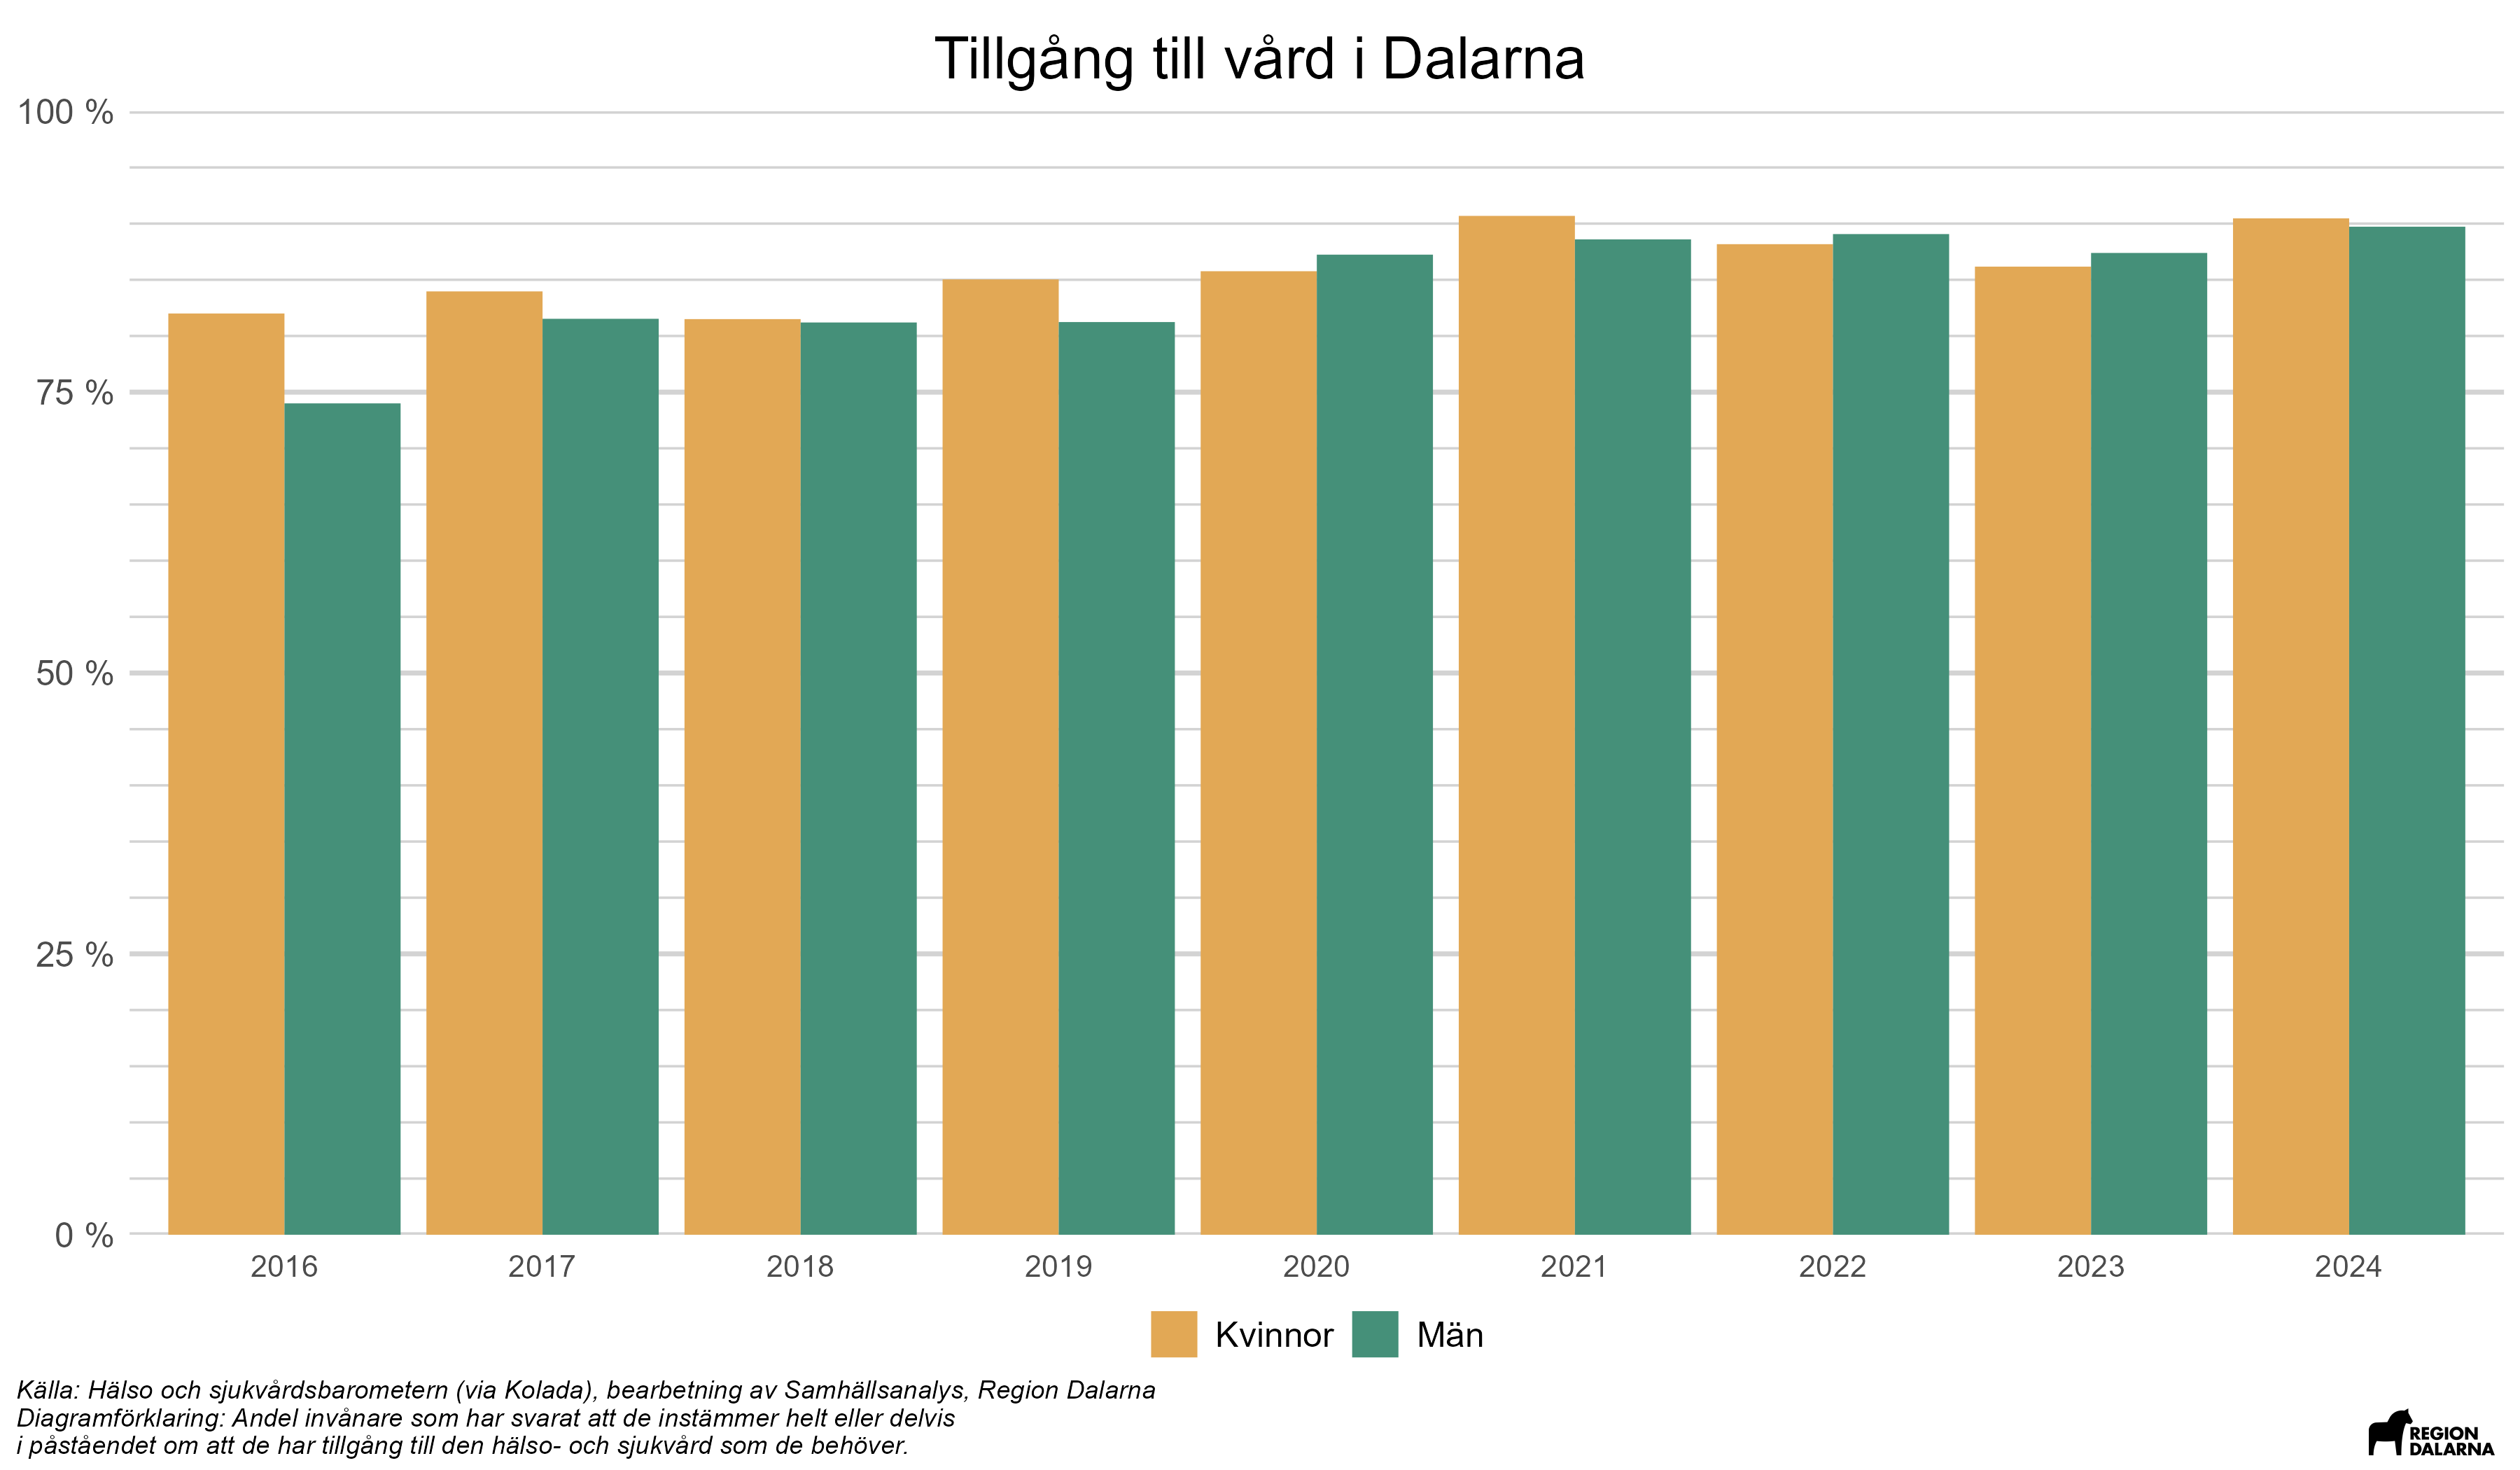 Tillgång till vård i Dalarna
100 %
75 %
50 %
25 %
0 %
2016 2017 2018 2019 2020 2021 2022 2023 2024
Kvinnor Män
Källa: Hälso och sjukvårdsbarometern (via Kolada), bearbetning av Samhällsanalys, Region Dalarna
Diagramförklaring: Andel invånare som har svarat att de instämmer helt eller delvis
i påståendet om att de har tillgång till den hälso- och sjukvård som de behöver.
REGION
DALARNA